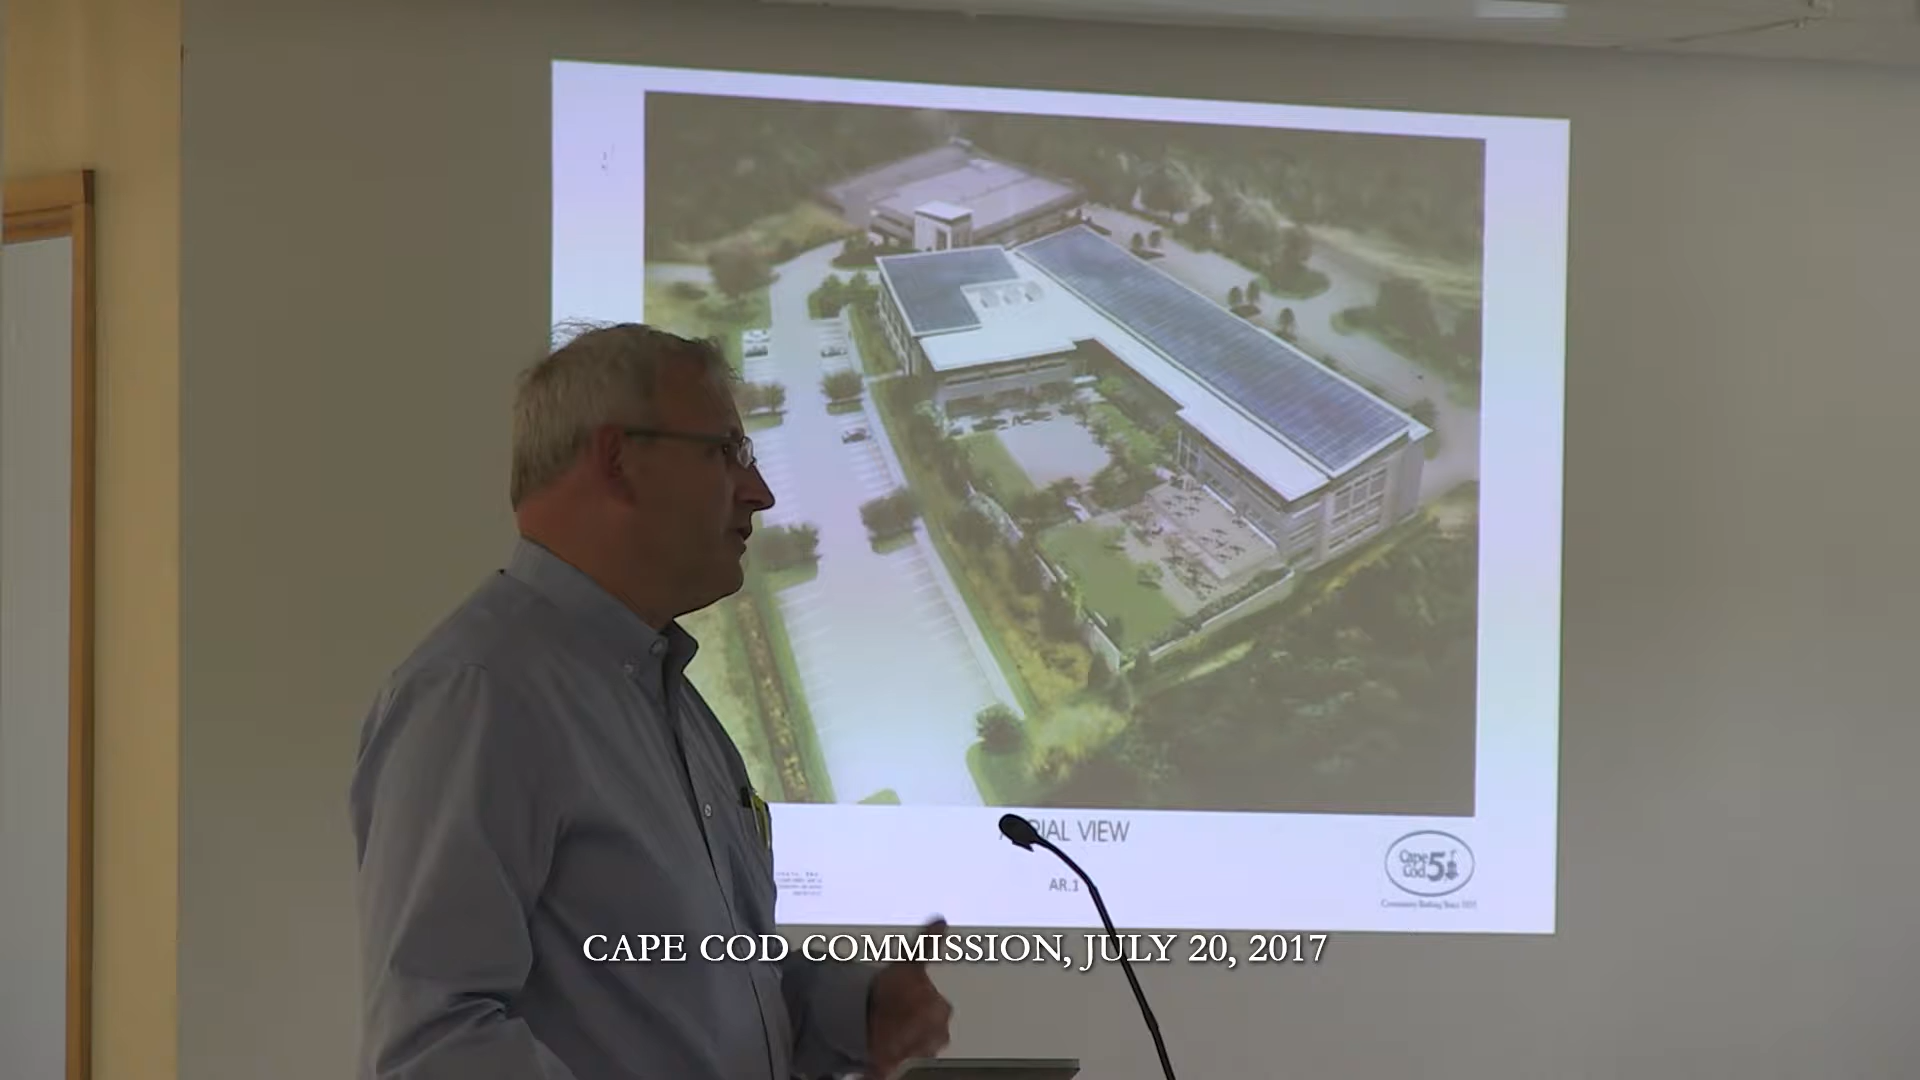 AERIAL VIEW
AR.1
Cape
Cod 5
CAPE COD COMMISSION, JULY 20, 2017